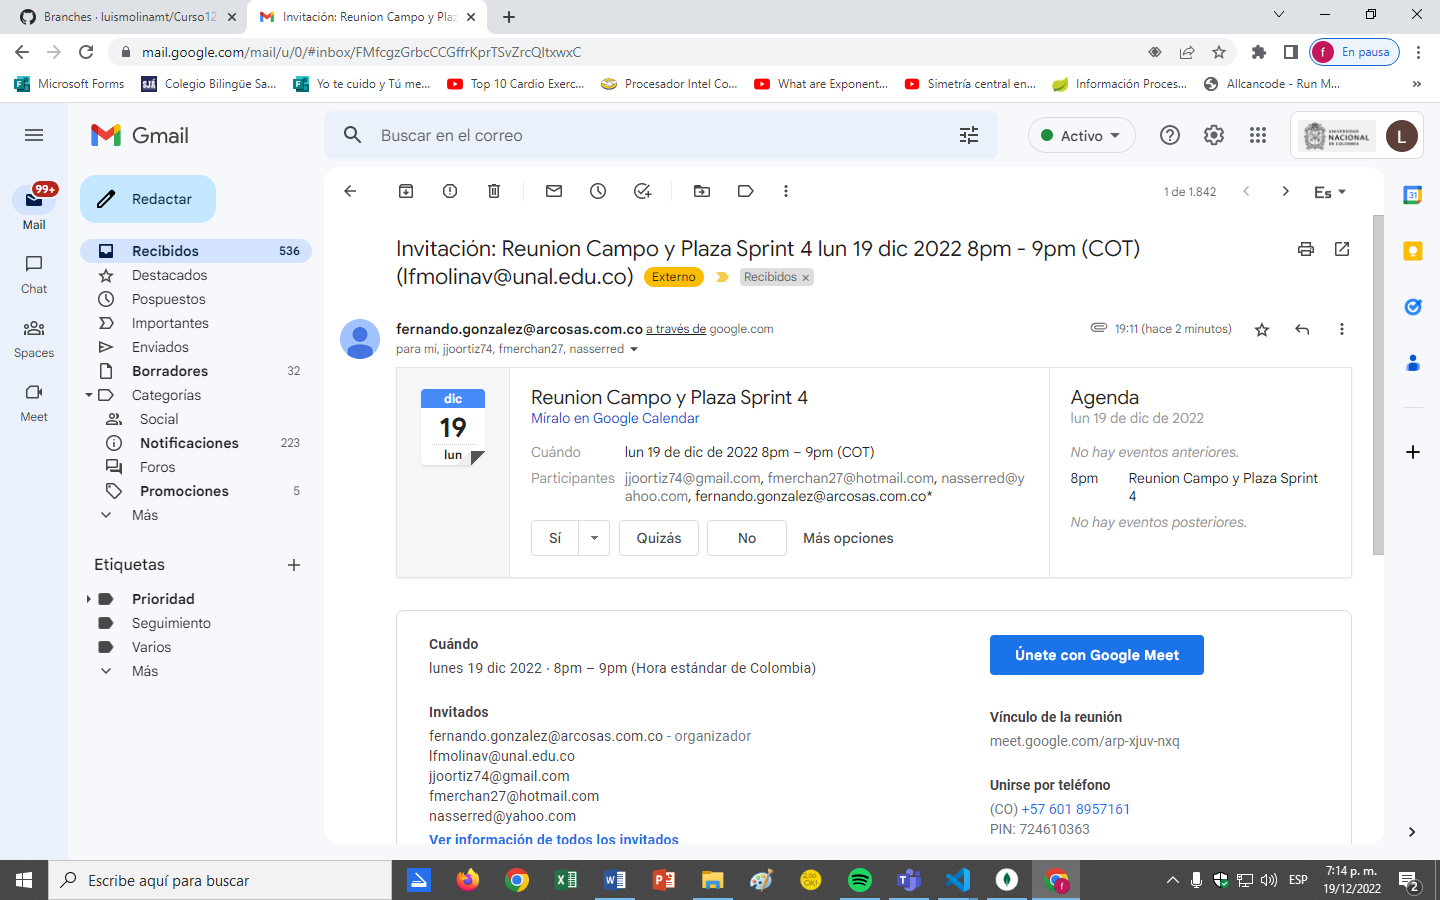 Branches · luismolinamt/Curso12
Invitación: Reunion Campo y Plaz
mail.google.com/mail/u/0/#inbox/FMfcgzGrbcCCGffrKprTSvZrcQltxwxC
f En pausa
Microsoft Forms
Colegio Bilingüe Sa...
Yo te cuido y Tú me...
Top 10 Cardio Exerc...
Procesador Intel Co...
What are Exponent...
Simetría central en...
Información Proces...
Allcancode - Run M...
»
Gmail
Buscar en el correo
Activo
UNIVERSIDAD
NACIONAL
DE COLOMBIA
L
99+
Mail
Chat
Spaces
Meet
Redactar
Recibidos 536
Destacados
Pospuestos
Importantes
Enviados
Borradores 32
Categorías
Social
Notificaciones 223
Foros
Promociones 5
Más
Etiquetas
Prioridad
Seguimiento
Varios
Más
1 de 1.842
Es
Invitación: Reunion Campo y Plaza Sprint 4 lun 19 dic 2022 8pm - 9pm (COT)
(lfmolinav@unal.edu.co) Externo Recibidos x
fernando.gonzalez@arcosas.com.co a través de google.com
19:11 (hace 2 minutos)
para mí, jjoortiz74, fmerchan27, nasserred
dic
19
lun
Reunion Campo y Plaza Sprint 4
Míralo en Google Calendar
Cuándo lun 19 de dic de 2022 8pm – 9pm (COT)
Participantes jjoortiz74@gmail.com, fmerchan27@hotmail.com, nasserred@y
ahoo.com, fernando.gonzalez@arcosas.com.co*
Sí
Quizás
No
Más opciones
Agenda
lun 19 de dic de 2022
No hay eventos anteriores.
8pm Reunion Campo y Plaza Sprint
4
No hay eventos posteriores.
Cuándo
lunes 19 dic 2022 · 8pm – 9pm (Hora estándar de Colombia)
Invitados
fernando.gonzalez@arcosas.com.co - organizador
lfmolinav@unal.edu.co
jjoortiz74@gmail.com
fmerchan27@hotmail.com
nasserred@yahoo.com
Ver información de todos los invitados
Únete con Google Meet
Vínculo de la reunión
meet.google.com/arp-xjuv-nxq
Unirse por teléfono
(CO) +57 601 8957161
PIN: 724610363
31
Escribe aquí para buscar
ESP
7:14 p. m.
19/12/2022
2